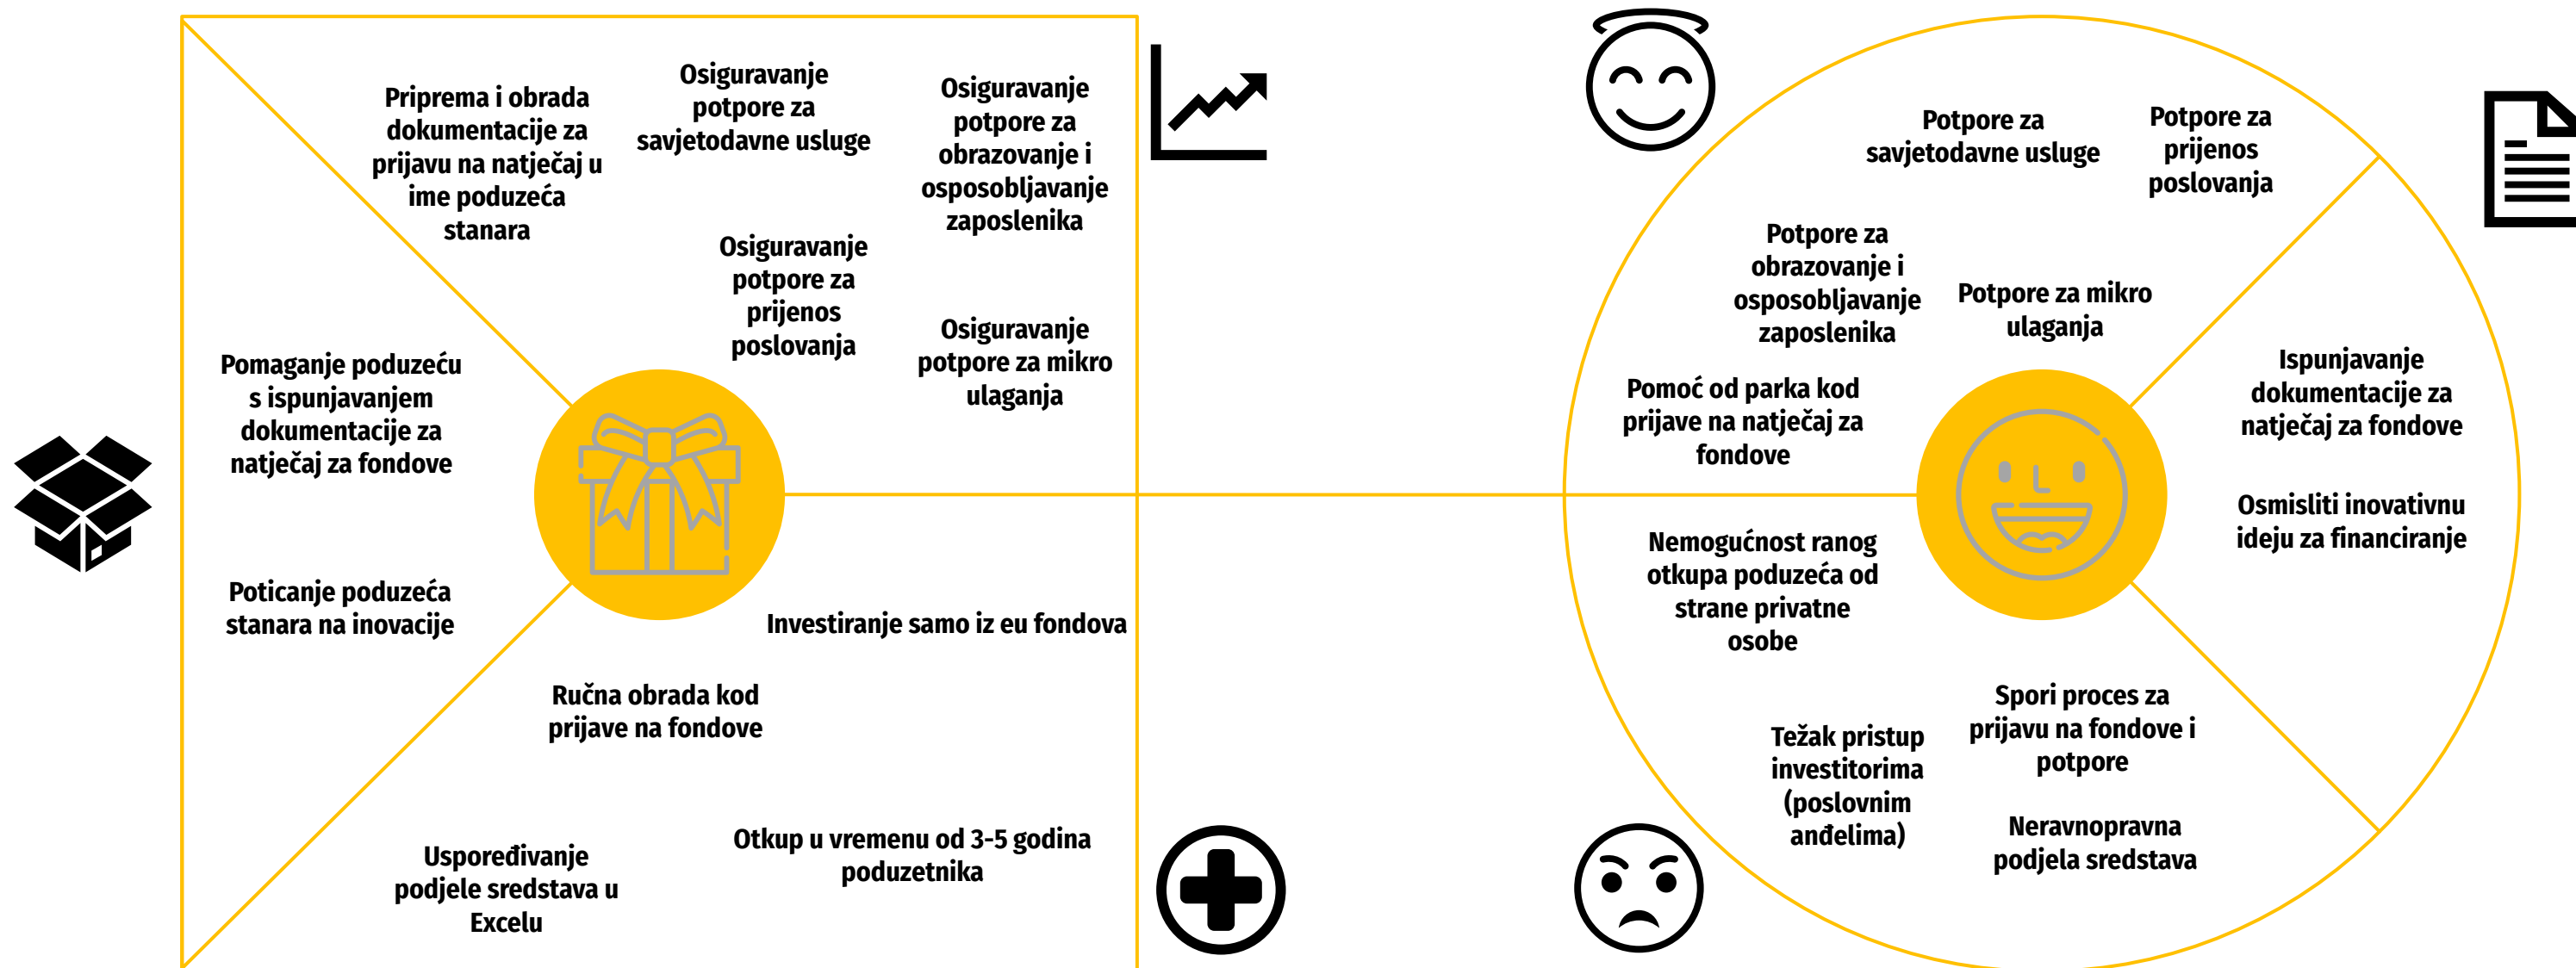 Priprema i obrada
dokumentacije za
prijavu na natječaj u
ime poduzeća
stanara
Osiguravanje
potpore za
savjetodavne usluge
Osiguravanje
potpore za
obrazovanje i
osposobljavanje
zaposlenika
Osiguravanje
potpore za
prijenos
poslovanja
Osiguravanje
potpore za mikro
ulaganja
Pomaganje poduzeću
s ispunjavanjem
dokumentacije za
natječaj za fondove
Poticanje poduzeća
stanara na inovacije
Investiranje samo iz eu fondova
Ručna obrada kod
prijave na fondove
Uspoređivanje
podjele sredstava u
Excelu
Otkup u vremenu od 3-5 godina
poduzetnika
Potpore za
savjetodavne usluge
Potpore za
prijenos
poslovanja
Potpore za
obrazovanje i
osposobljavanje
zaposlenika
Potpore za mikro
ulaganja
Pomoć od parka kod
prijave na natječaj za
fondove
Ispunjavanje
dokumentacije za
natječaj za fondove
Osmisliti inovativnu
ideju za financiranje
Nemogućnost ranog
otkupa poduzeća od
strane privatne
osobe
Težak pristup
investitorima
(poslovnim
anđelima)
Spori proces za
prijavu na fondove i
potpore
Neravnopravna
podjela sredstava